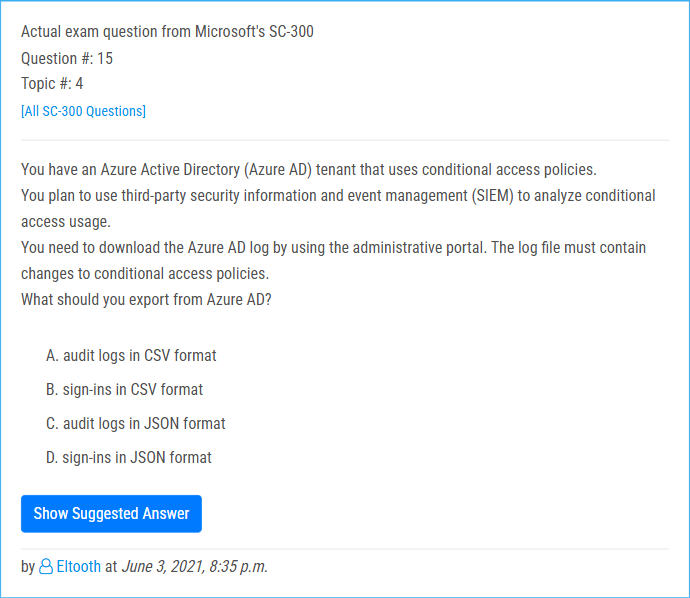 Actual exam question from Microsoft's SC-300
Question #: 15
Topic #: 4
[All SC-300 Questions]
You have an Azure Active Directory (Azure AD) tenant that uses conditional access policies.
You plan to use third-party security information and event management (SIEM) to analyze conditional
access usage.
You need to download the Azure AD log by using the administrative portal. The log file must contain
changes to conditional access policies.
What should you export from Azure AD?
A. audit logs in CSV format
B. sign-ins in CSV format
C. audit logs in JSON format
D. sign-ins in JSON format
Show Suggested Answer
by Eltooth at June 3, 2021, 8:35 p.m.